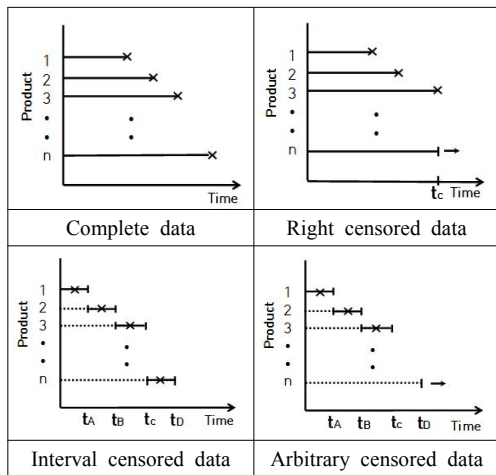 Product
1
2
3
n
Time
Complete data
Product
1
2
3
n
tc Time
Right censored data
Product
1
2
3
n
tA tB tc tD Time
Interval censored data
Product
1
2
3
n
tA tB tc tD Time
Arbitrary censored data